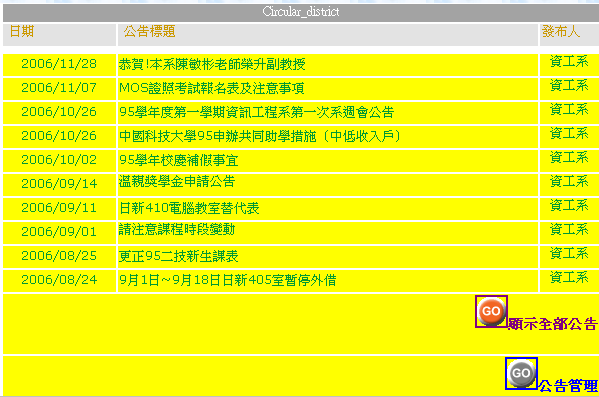 Circular_district
日期 公告標題 發布人
2006/11/28 恭賀!本系陳敏彬老師榮升副教授 資工系
2006/11/07 MOS證照考試報名表及注意事項 資工系
2006/10/26 95學年度第一學期資訊工程系第一次系週會公告 資工系
2006/10/26 中國科技大學95申辦共同助學措施〔中低收入戶〕 資工系
2006/10/02 95學年校慶補假事宜 資工系
2006/09/14 溫親獎學金申請公告 資工系
2006/09/11 日新410電腦教室替代表 資工系
2006/09/01 請注意課程時段變動 資工系
2006/08/25 更正95二技新生課表 資工系
2006/08/24 9月1日~9月18日日新405室暫停外借 資工系
GO 顯示全部公告
GO 公告管理